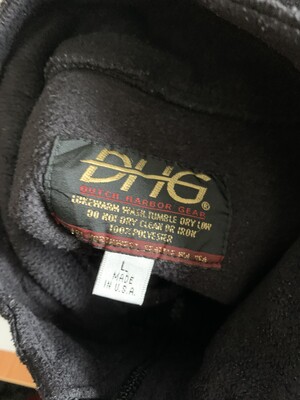 DHG®
DUTCH HARBOR GEAR
LUKEWARM WASH, TUMBLE DRY LOW
DO NOT DRY CLEAN OR IRON
100% POLYESTER
L
MADE
IN U.S.A.